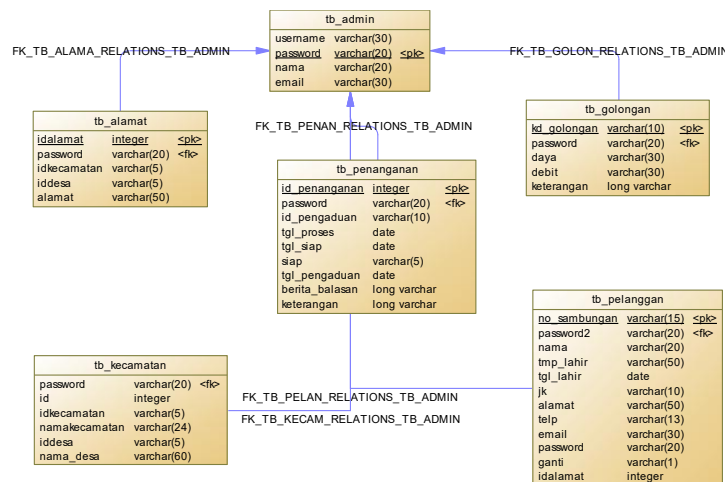 tb_admin
username varchar(30)
password varchar(20) <pk>
nama varchar(20)
email varchar(30)
FK_TB_ALAMA_RELATIONS_TB_ADMIN
FK_TB_GOLON_RELATIONS_TB_ADMIN
tb_alamat
idalamat integer <pk>
password varchar(20) <fk>
idkecamatan varchar(5)
iddesa varchar(5)
alamat varchar(50)
tb_golongan
kd_golongan varchar(10) <pk>
password varchar(20) <fk>
daya varchar(30)
debit varchar(30)
keterangan long varchar
FK_TB_PENAN_RELATIONS_TB_ADMIN
tb_penanganan
id_penanganan integer <pk>
password varchar(20) <fk>
id_pengaduan varchar(10)
tgl_proses date
tgl_siap date
siap varchar(5)
tgl_pengaduan date
berita_balasan long varchar
keterangan long varchar
tb_pelanggan
no_sambungan varchar(15) <pk>
password2 varchar(20) <fk>
nama varchar(20)
tmp_lahir varchar(50)
tgl_lahir date
jk varchar(10)
alamat varchar(50)
telp varchar(13)
email varchar(30)
password varchar(20)
ganti varchar(1)
idalamat integer
tb_kecamatan
password varchar(20) <fk>
id integer
idkecamatan varchar(5)
namakecamatan varchar(24)
iddesa varchar(5)
nama_desa varchar(60)
FK_TB_PELAN_RELATIONS_TB_ADMIN
FK_TB_KECAM_RELATIONS_TB_ADMIN